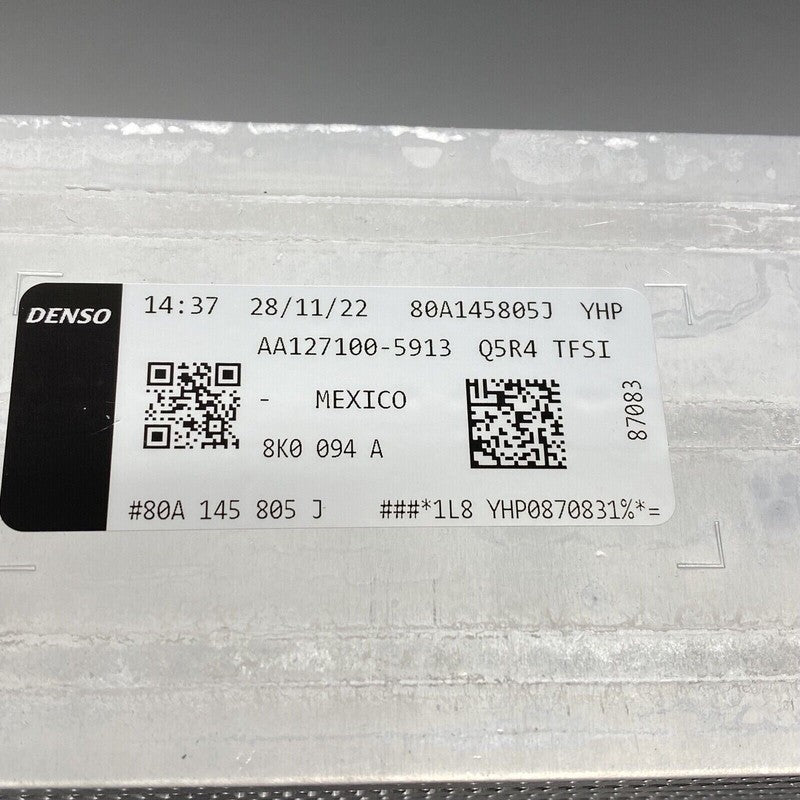 DENSO
14:37 28/11/22 80A145805J YHP
AA127100-5913 Q5R4 TFSI
- MEXICO
8K0 094 A
87083
#80A 145 805 J ###*1L8 YHP0870831%*=